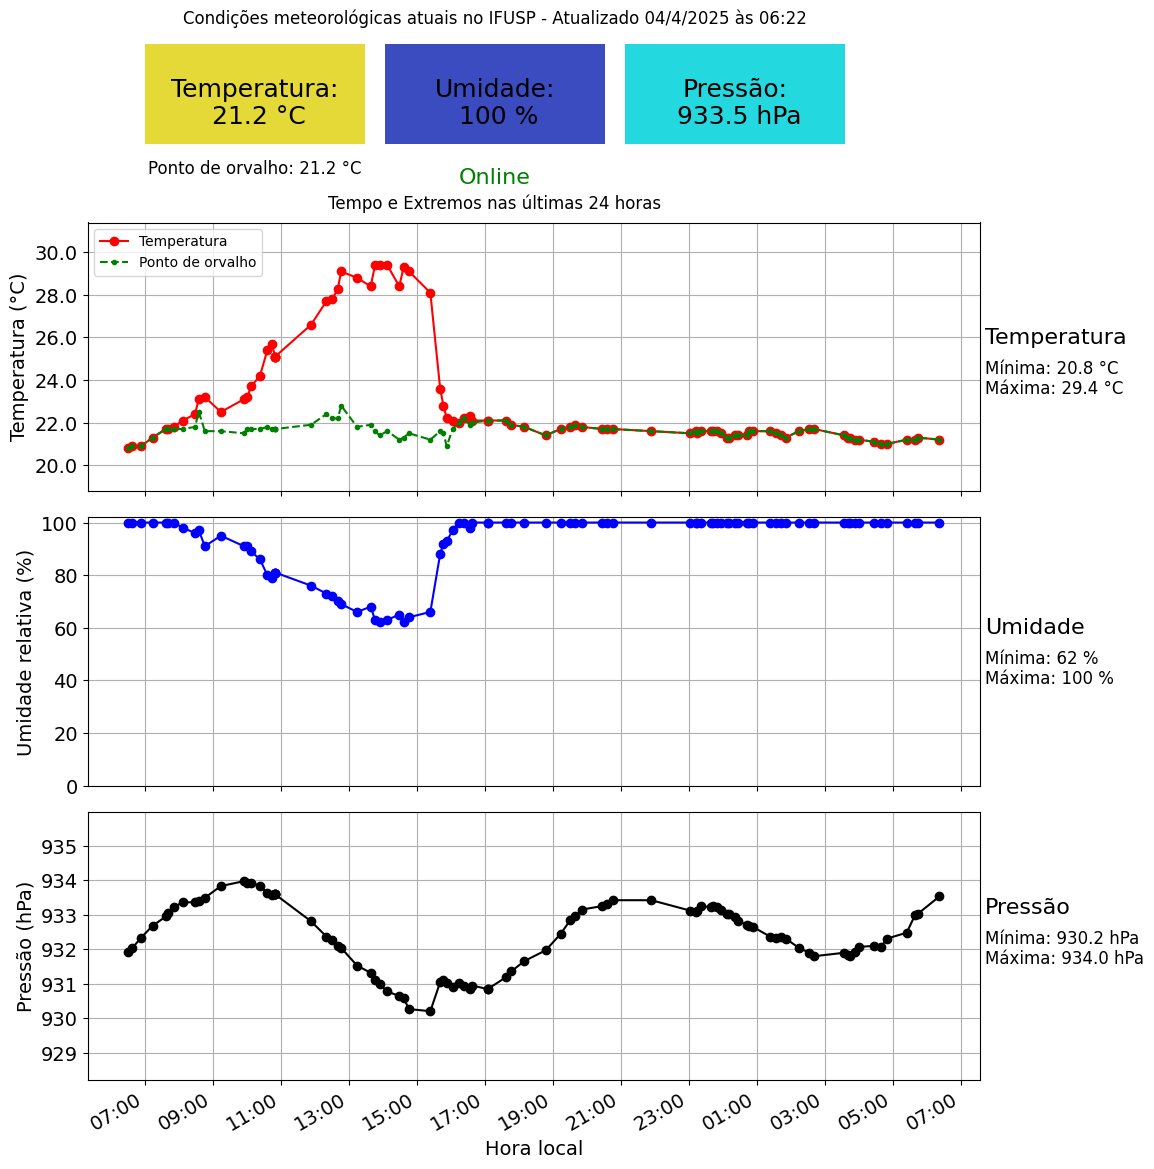 Condições meteorológicas atuais no IFUSP - Atualizado 04/4/2025 às 06:22
Temperatura:
21.2 °C
Umidade:
100 %
Pressão:
933.5 hPa
Ponto de orvalho: 21.2 °C
Online
Tempo e Extremos nas últimas 24 horas
Temperatura
Ponto de orvalho
Temperatura (°C)
30.0
28.0
26.0
24.0
22.0
20.0
Temperatura
Mínima: 20.8 °C
Máxima: 29.4 °C
Umidade relativa (%)
100
80
60
40
20
0
Umidade
Mínima: 62 %
Máxima: 100 %
Pressão (hPa)
935
934
933
932
931
930
929
Pressão
Mínima: 930.2 hPa
Máxima: 934.0 hPa
07:00 09:00 11:00 13:00 15:00 17:00 19:00 21:00 23:00 01:00 03:00 05:00 07:00
Hora local